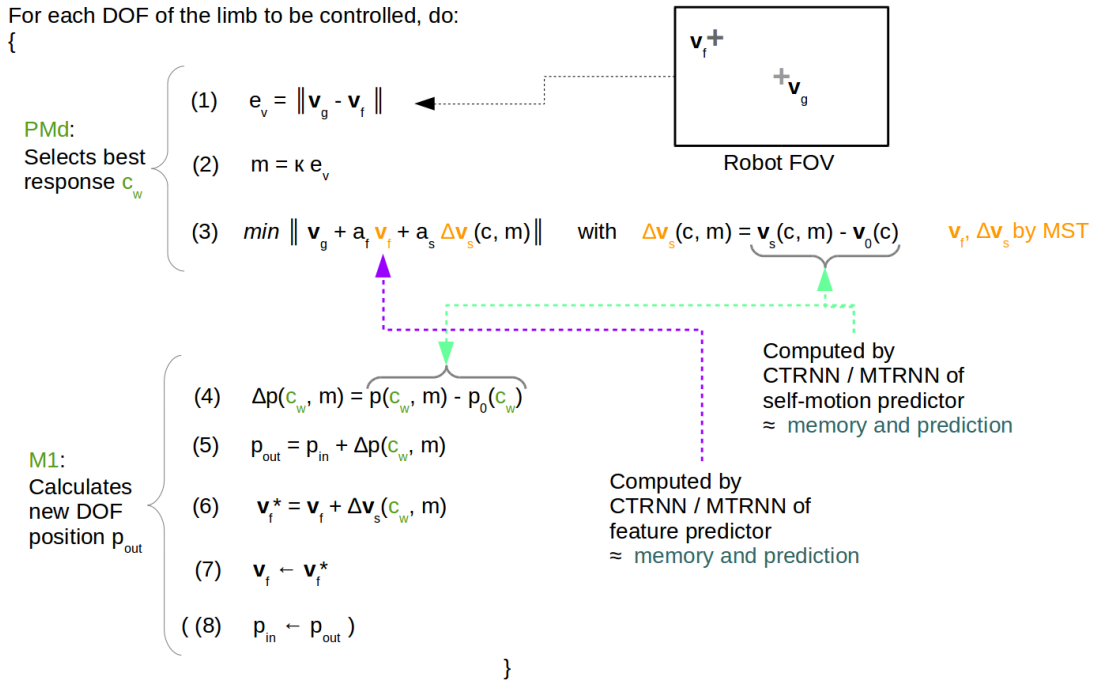 For each DOF of the limb to be controlled, do:
{
v_f
v_g
Robot FOV
PMd:
Selects best
response c_w
(1) e_v = ‖v_g - v_f ‖
(2) m = κ e_v
(3) min ‖ v_g + a_f v_f + a_s Δv_s(c, m)‖ with Δv_s(c, m) = v_s(c, m) - v_0(c) v_f, Δv_s by MST
Computed by
CTRNN / MTRNN of
self-motion predictor
≈ memory and prediction
M1:
Calculates
new DOF
position p_out
(4) Δp(c_w, m) = p(c_w, m) - p_0(c_w)
(5) p_out = p_in + Δp(c_w, m)
(6) v_f* = v_f + Δv_s(c_w, m)
(7) v_f ← v_f*
( (8) p_in ← p_out )
Computed by
CTRNN / MTRNN of
feature predictor
≈ memory and prediction
}